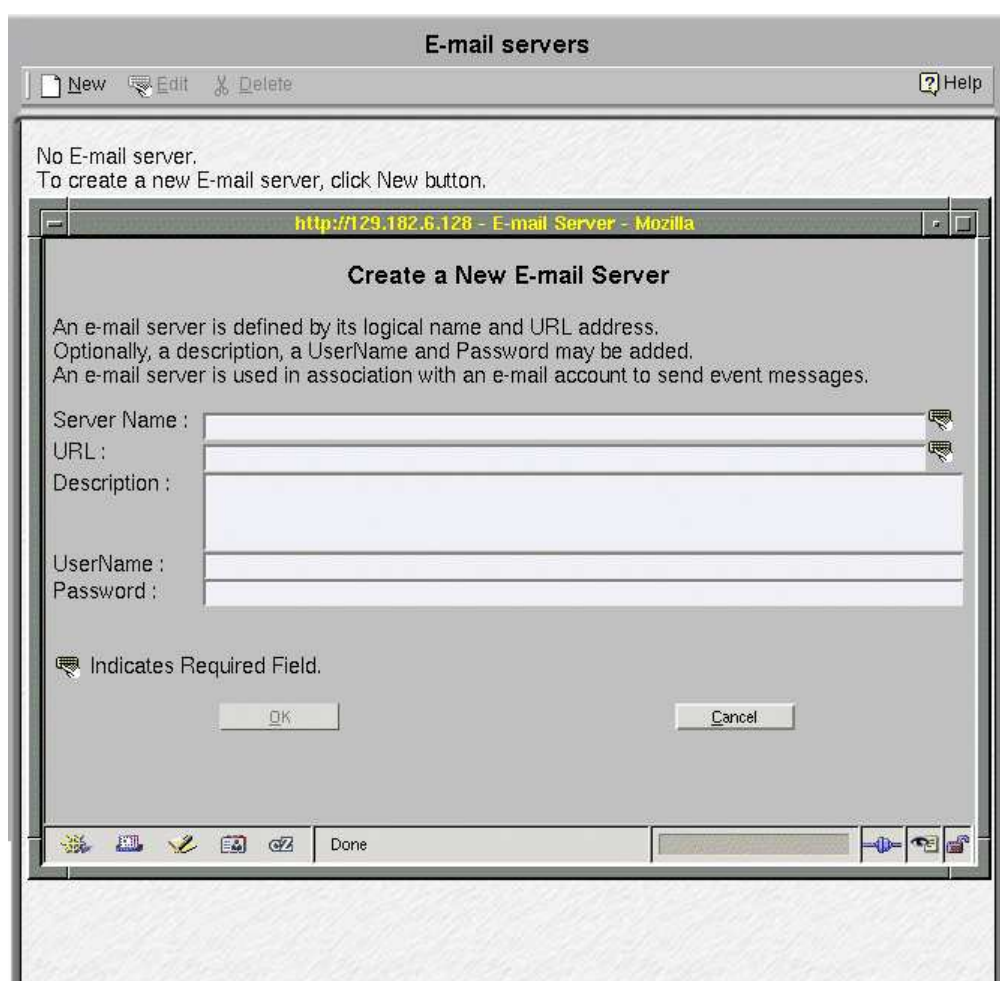 E-mail servers
New Edit Delete Help
No E-mail server.
To create a new E-mail server, click New button.
http://129.182.6.128 - E-mail Server - Mozilla
Create a New E-mail Server
An e-mail server is defined by its logical name and URL address.
Optionally, a description, a UserName and Password may be added.
An e-mail server is used in association with an e-mail account to send event messages.
Server Name :
URL :
Description :
UserName :
Password :
Indicates Required Field.
OK Cancel
Done